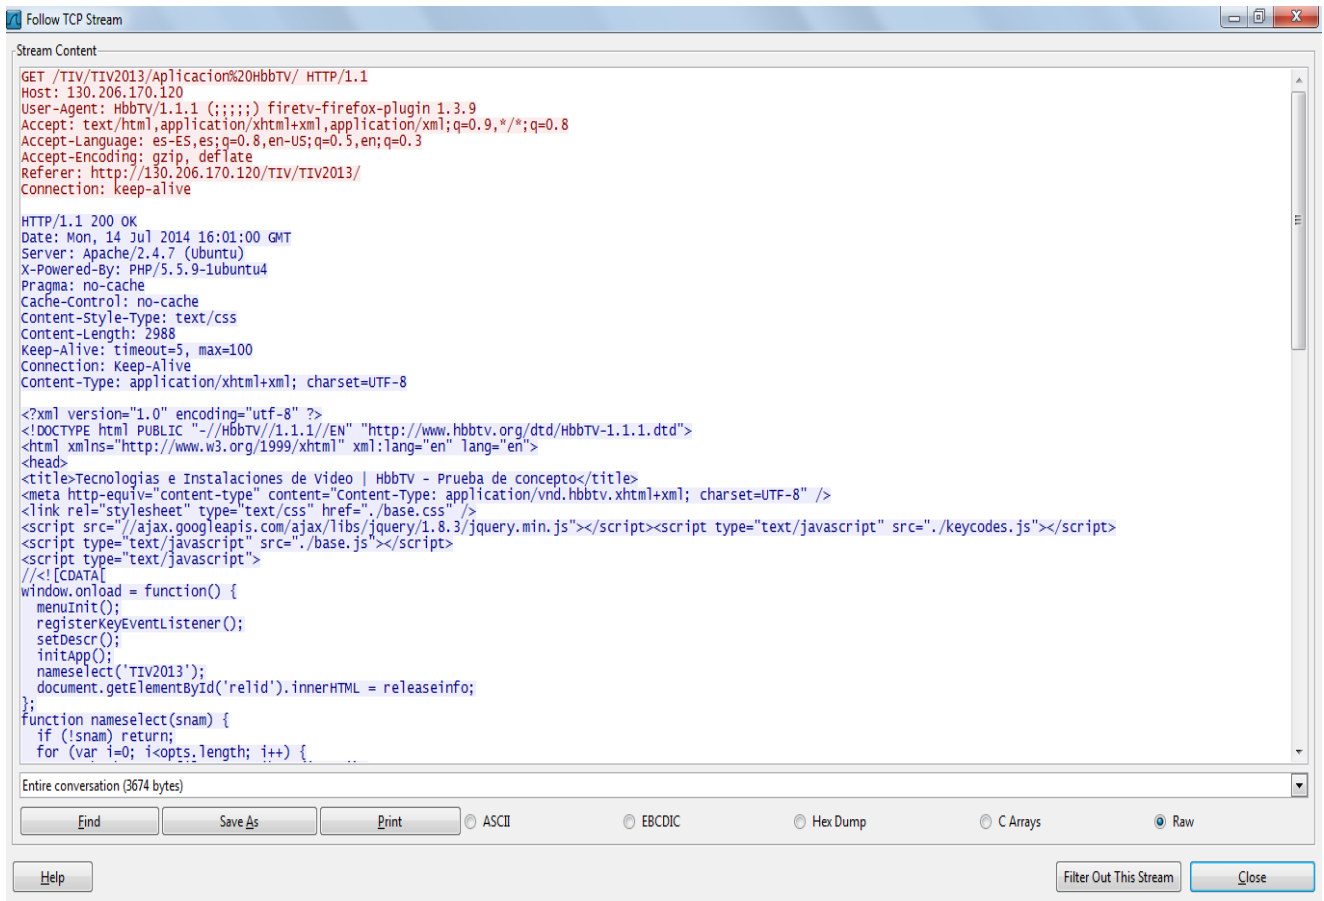 Follow TCP Stream
Stream Content
GET /TIV/TIV2013/Aplicacion%20HbbTV/ HTTP/1.1
Host: 130.206.170.120
User-Agent: HbbTV/1.1.1 (;;;;;) firetv-firefox-plugin 1.3.9
Accept: text/html,application/xhtml+xml,application/xml;q=0.9,*/*;q=0.8
Accept-Language: es-ES,es;q=0.8,en-US;q=0.5,en;q=0.3
Accept-Encoding: gzip, deflate
Referer: http://130.206.170.120/TIV/TIV2013/
Connection: keep-alive
HTTP/1.1 200 OK
Date: Mon, 14 Jul 2014 16:01:00 GMT
Server: Apache/2.4.7 (Ubuntu)
X-Powered-By: PHP/5.5.9-1ubuntu4
Pragma: no-cache
Cache-Control: no-cache
Content-Style-Type: text/css
Content-Length: 2988
Keep-Alive: timeout=5, max=100
Connection: Keep-Alive
Content-Type: application/xhtml+xml; charset=UTF-8
<?xml version="1.0" encoding="utf-8" ?>
<!DOCTYPE html PUBLIC "-//HbbTV//1.1.1//EN" "http://www.hbbtv.org/dtd/HbbTV-1.1.1.dtd">
<html xmlns="http://www.w3.org/1999/xhtml" xml:lang="en" lang="en">
<head>
<title>Tecnologias e Instalaciones de Video | HbbTV - Prueba de concepto</title>
<meta http-equiv="content-type" content="Content-Type: application/vnd.hbbtv.xhtml+xml; charset=UTF-8" />
<link rel="stylesheet" type="text/css" href="./base.css" />
<script src="//ajax.googleapis.com/ajax/libs/jquery/1.8.3/jquery.min.js"></script><script type="text/javascript" src="./keycodes.js"></script>
<script type="text/javascript" src="./base.js"></script>
<script type="text/javascript">
//<![CDATA[
window.onload = function() {
  menuInit();
  registerKeyEventListener();
  setDescr();
  initApp();
  nameselect('TIV2013');
  document.getElementById('relid').innerHTML = releaseinfo;
};
function nameselect(snam) {
  if (!snam) return;
  for (var i=0; i<opts.length; i++) {
Entire conversation (3674 bytes)
Find Save As Print ASCII EBCDIC Hex Dump C Arrays Raw
Help Filter Out This Stream Close